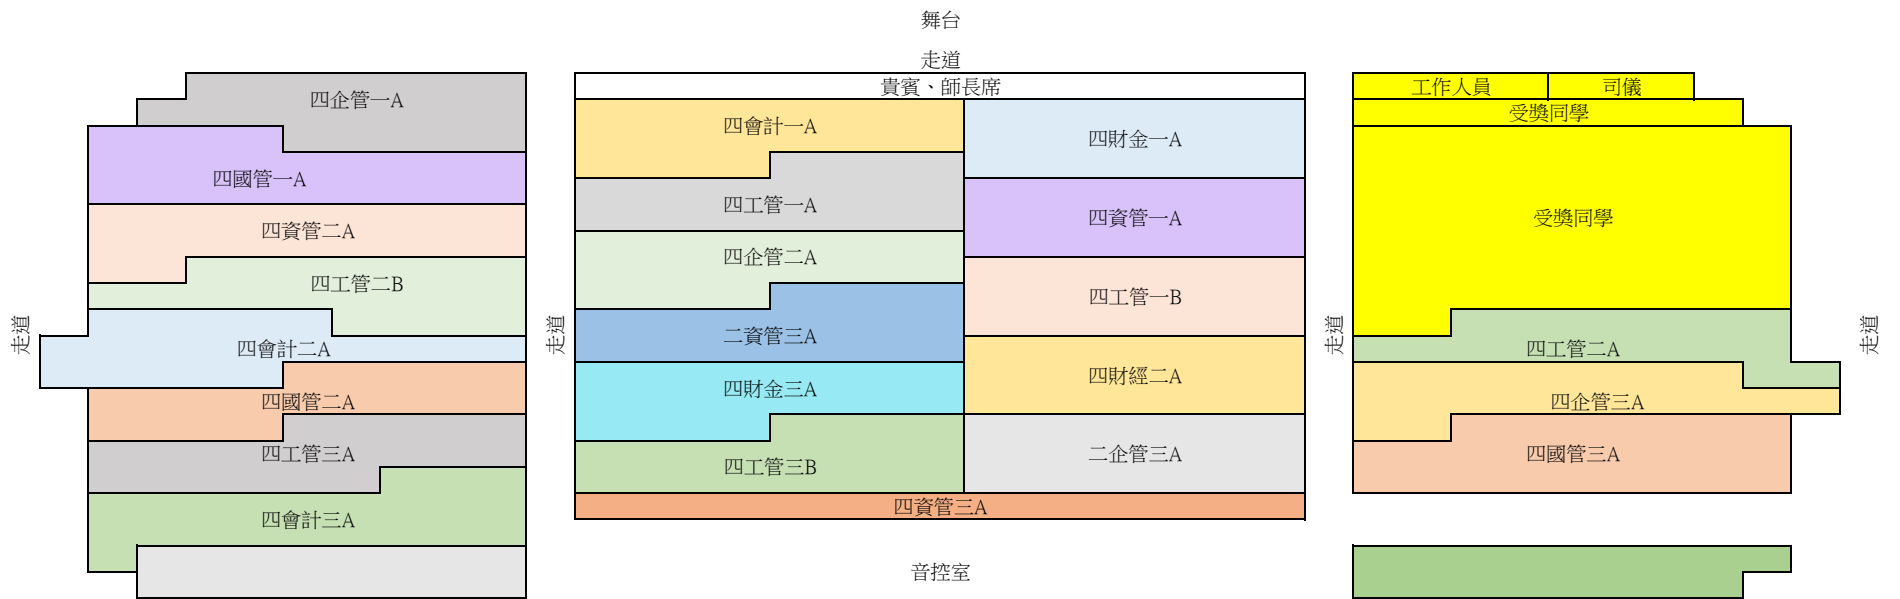 舞台
走道
四企管一A
四國管一A
四資管二A
四工管二B
四會計二A
四國管二A
四工管三A
四會計三A
走道
走道
貴賓、師長席
四會計一A
四工管一A
四企管二A
二資管三A
四財金三A
四工管三B
四財金一A
四資管一A
四工管一B
四財經二A
二企管三A
四資管三A
音控室
走道
工作人員
司儀
受獎同學
受獎同學
四工管二A
四企管三A
四國管三A
走道